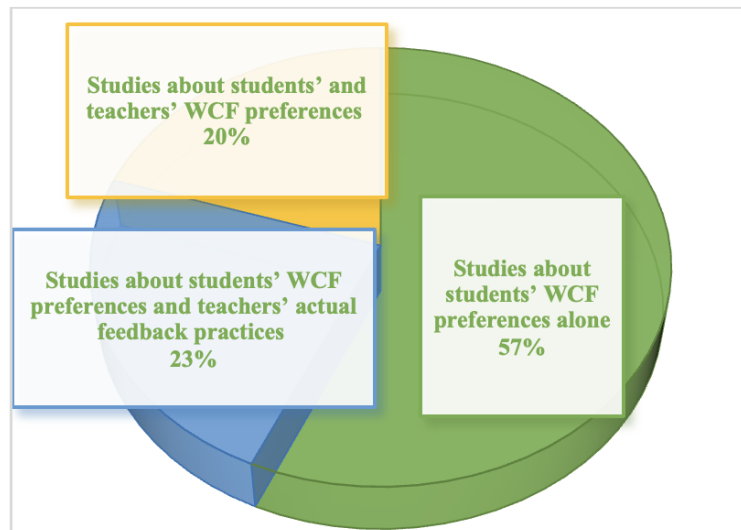 Studies about students’ and
teachers’ WCF preferences
20%
Studies about students’ WCF
preferences and teachers’ actual
feedback practices
23%
Studies about
students’ WCF
preferences alone
57%